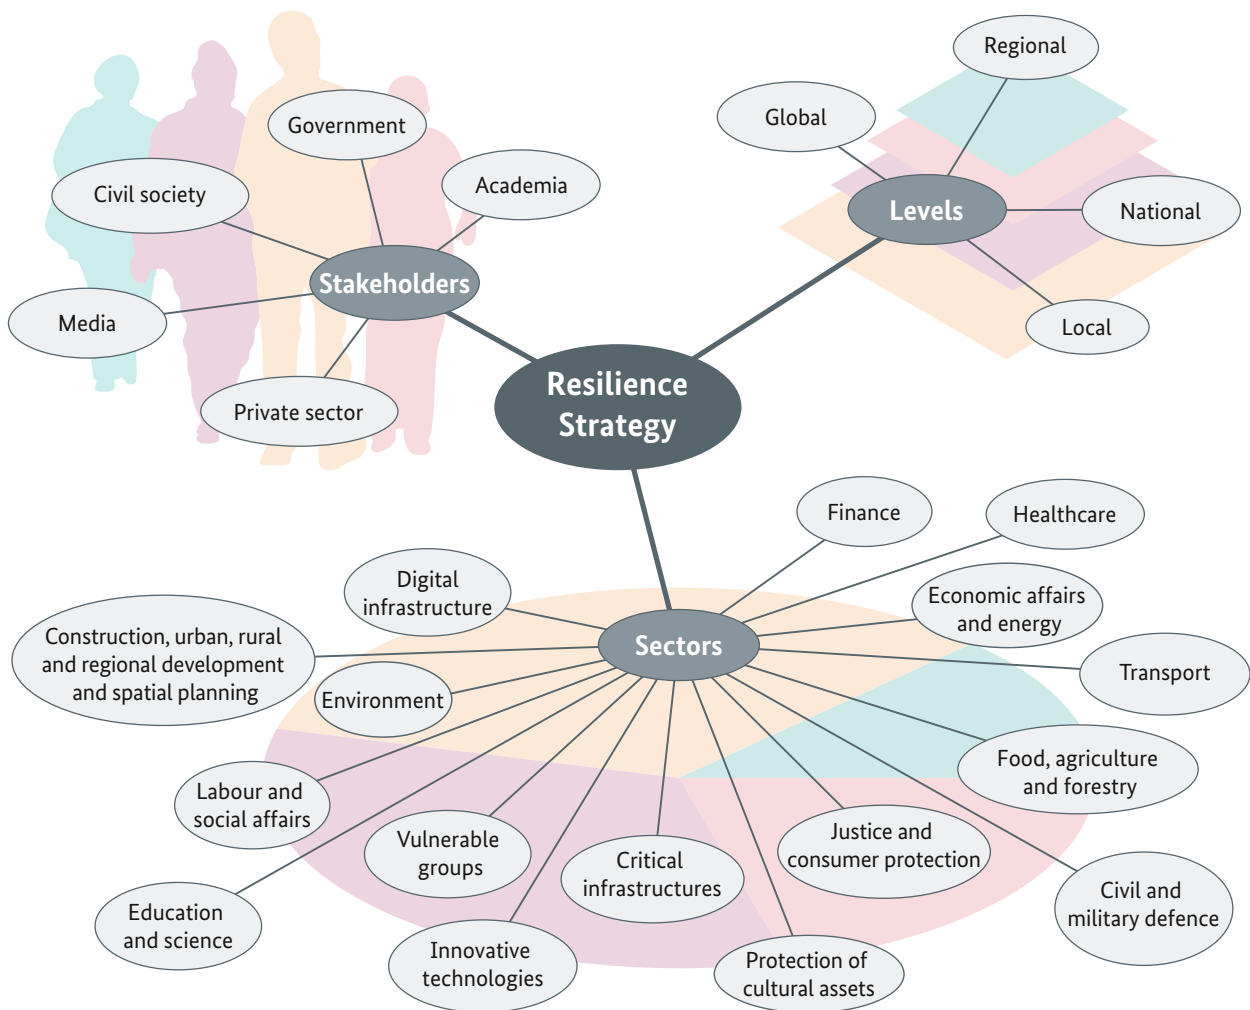 Regional
Global
Government
Academia
Civil society
Levels
National
Stakeholders
Media
Local
Resilience
Strategy
Private sector
Finance
Healthcare
Digital
infrastructure
Economic affairs
and energy
Construction, urban, rural
and regional development
and spatial planning
Sectors
Transport
Environment
Food, agriculture
and forestry
Labour and
social affairs
Vulnerable
groups
Critical
infrastructures
Justice and
consumer protection
Education
and science
Civil and
military defence
Innovative
technologies
Protection of
cultural assets